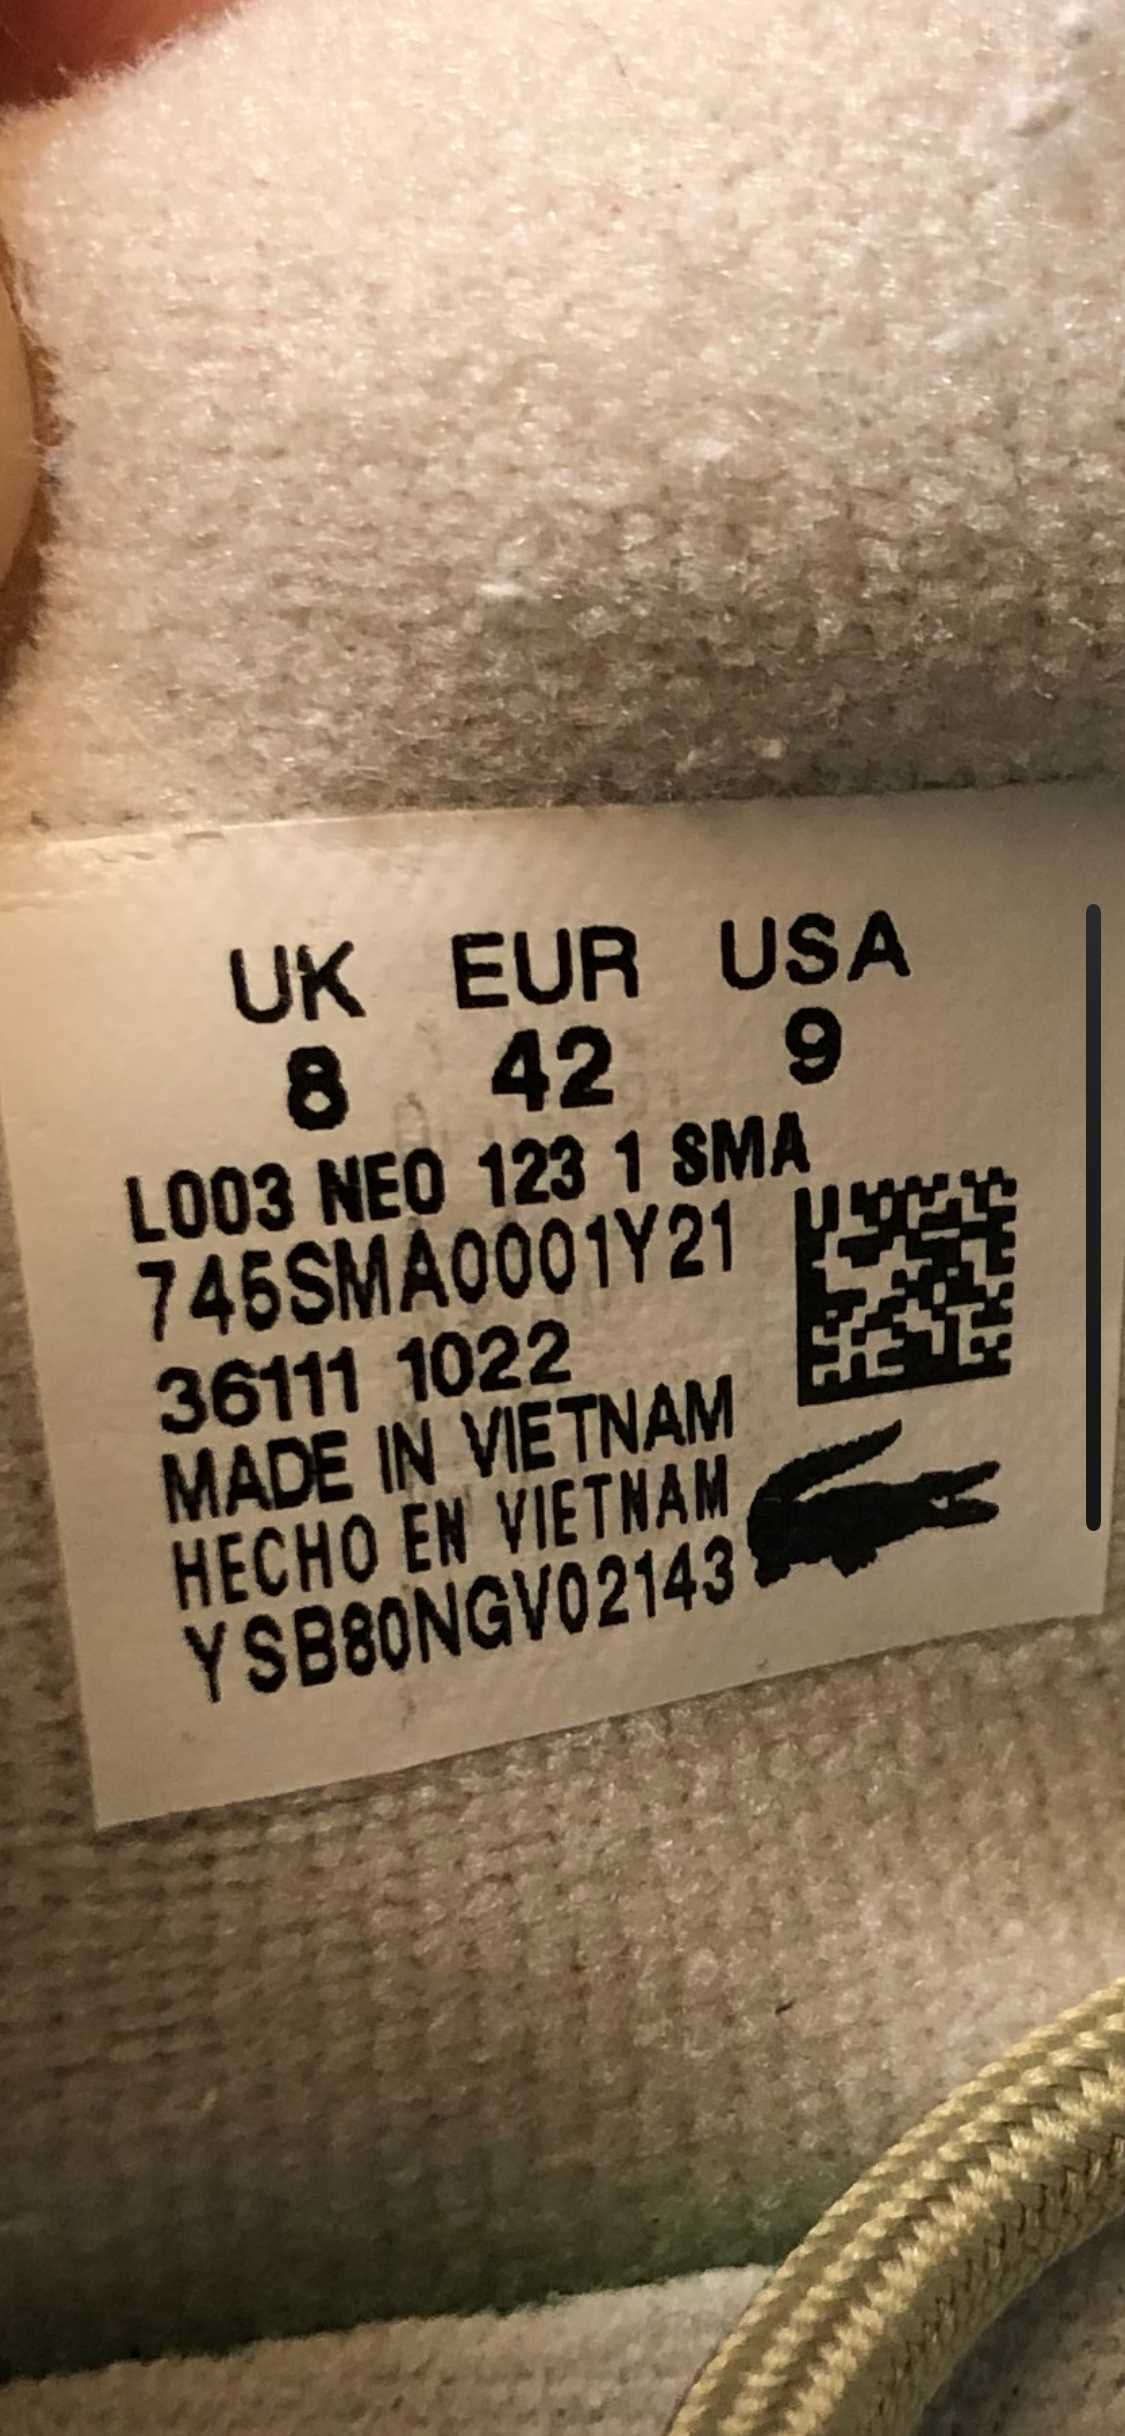 UK EUR USA
8 42 9
L003 NEO 123 1 SMA
745SMA0001Y21
36111 1022
MADE IN VIETNAM
HECHO EN VIETNAM
YSB80NGV02143